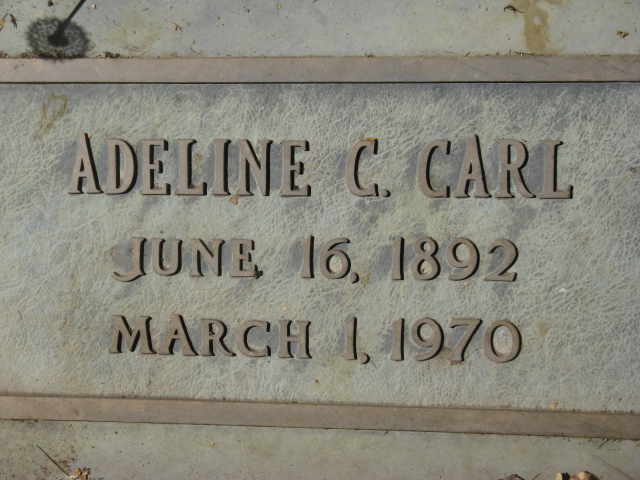 ADELINE C. CARL
JUNE 16, 1892
MARCH 1, 1970